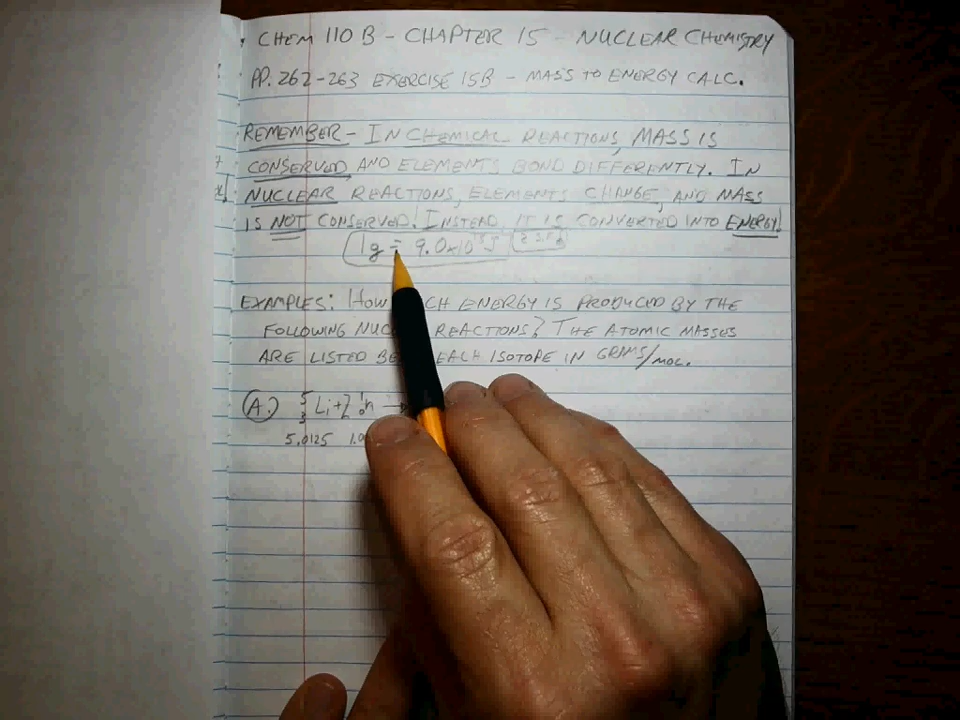 CHEM 110 B - CHAPTER 15 - NUCLEAR CHEMISTRY
PP. 262-263 EXERCISE 15B - MASS TO ENERGY CALC.
REMEMBER - IN CHEMICAL REACTIONS, MASS IS
CONSERVED, AND ELEMENTS BOND DIFFERENTLY. IN
NUCLEAR REACTIONS, ELEMENTS CHANGE, AND MASS
IS NOT CONSERVED! INSTEAD, IT IS CONVERTED INTO ENERGY!
1g = 9.0x10
EXAMPLES: HOW ENERGY IS PRODUCED BY THE
FOLLOWING REACTIONS? THE ATOMIC MASSES
ARE LISTED EACH ISOTOPE IN GRAMS/MOL.
A.) ⁵₃Li + 2 ¹₀n →
5.0125